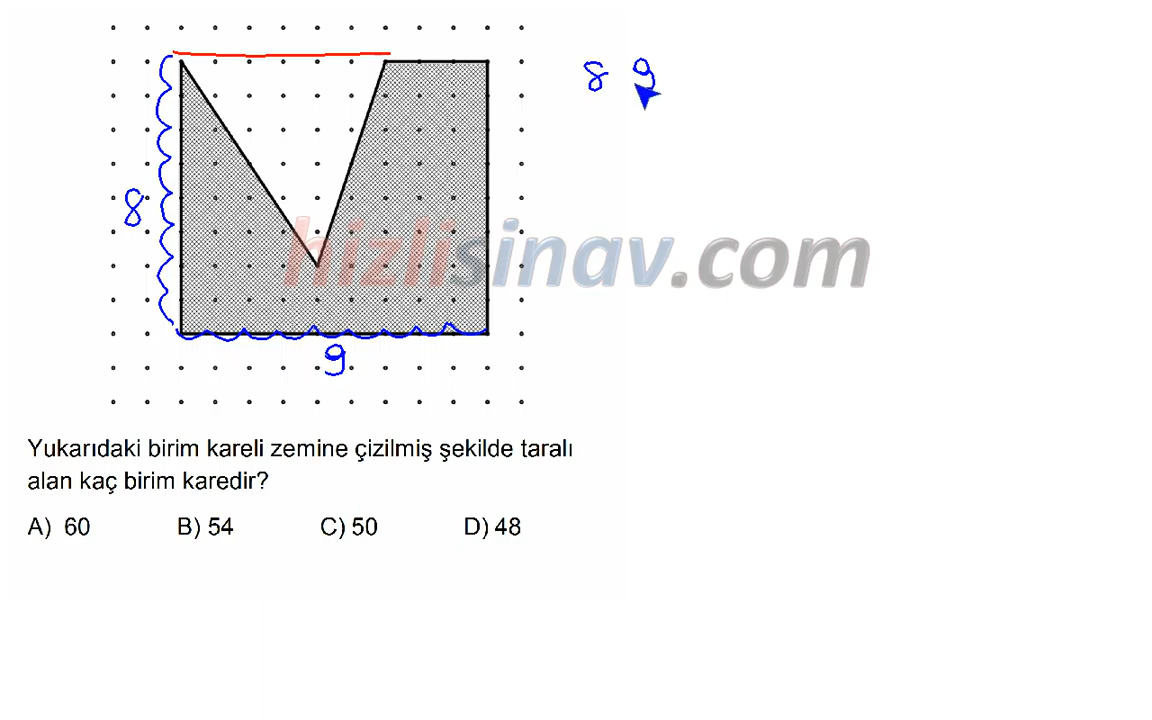 8 9
8
hizlisinav.com
9
Yukarıdaki birim kareli zemine çizilmiş şekilde taralı
alan kaç birim karedir?
A) 60 B) 54 C) 50 D) 48